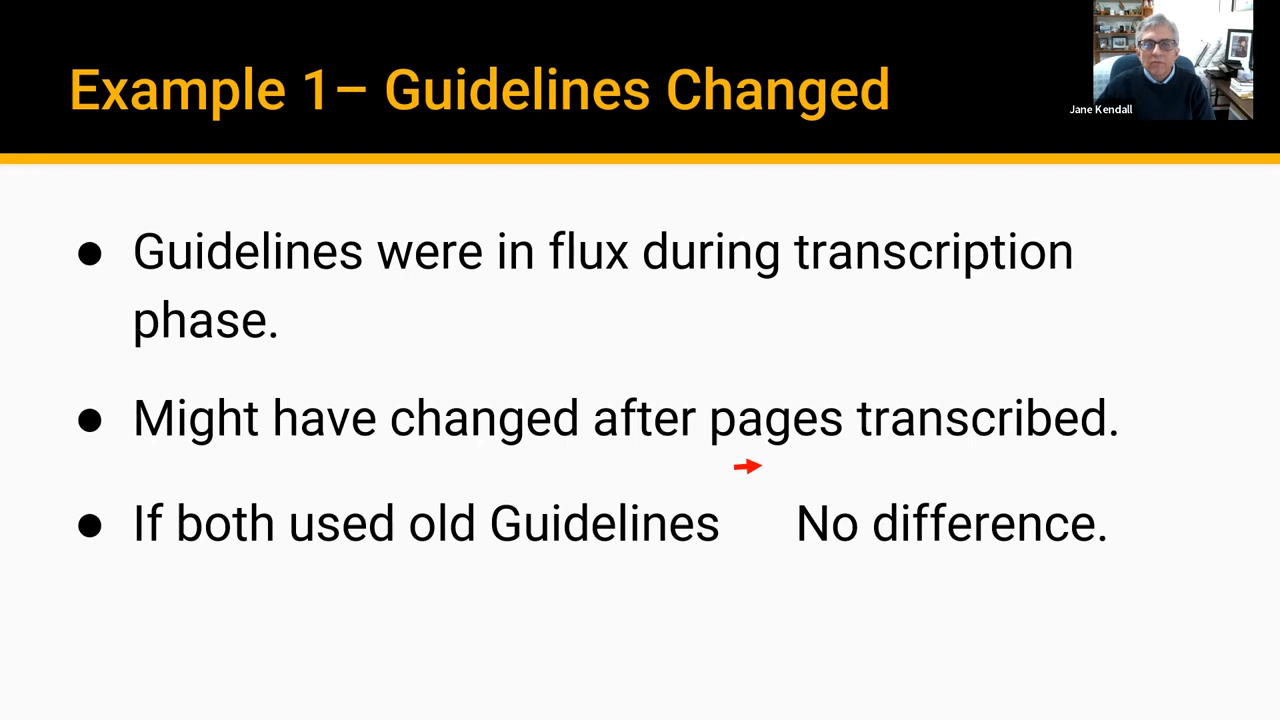 Example 1– Guidelines Changed
Jane Kendall
● Guidelines were in flux during transcription
phase.
● Might have changed after pages transcribed.
● If both used old Guidelines No difference.